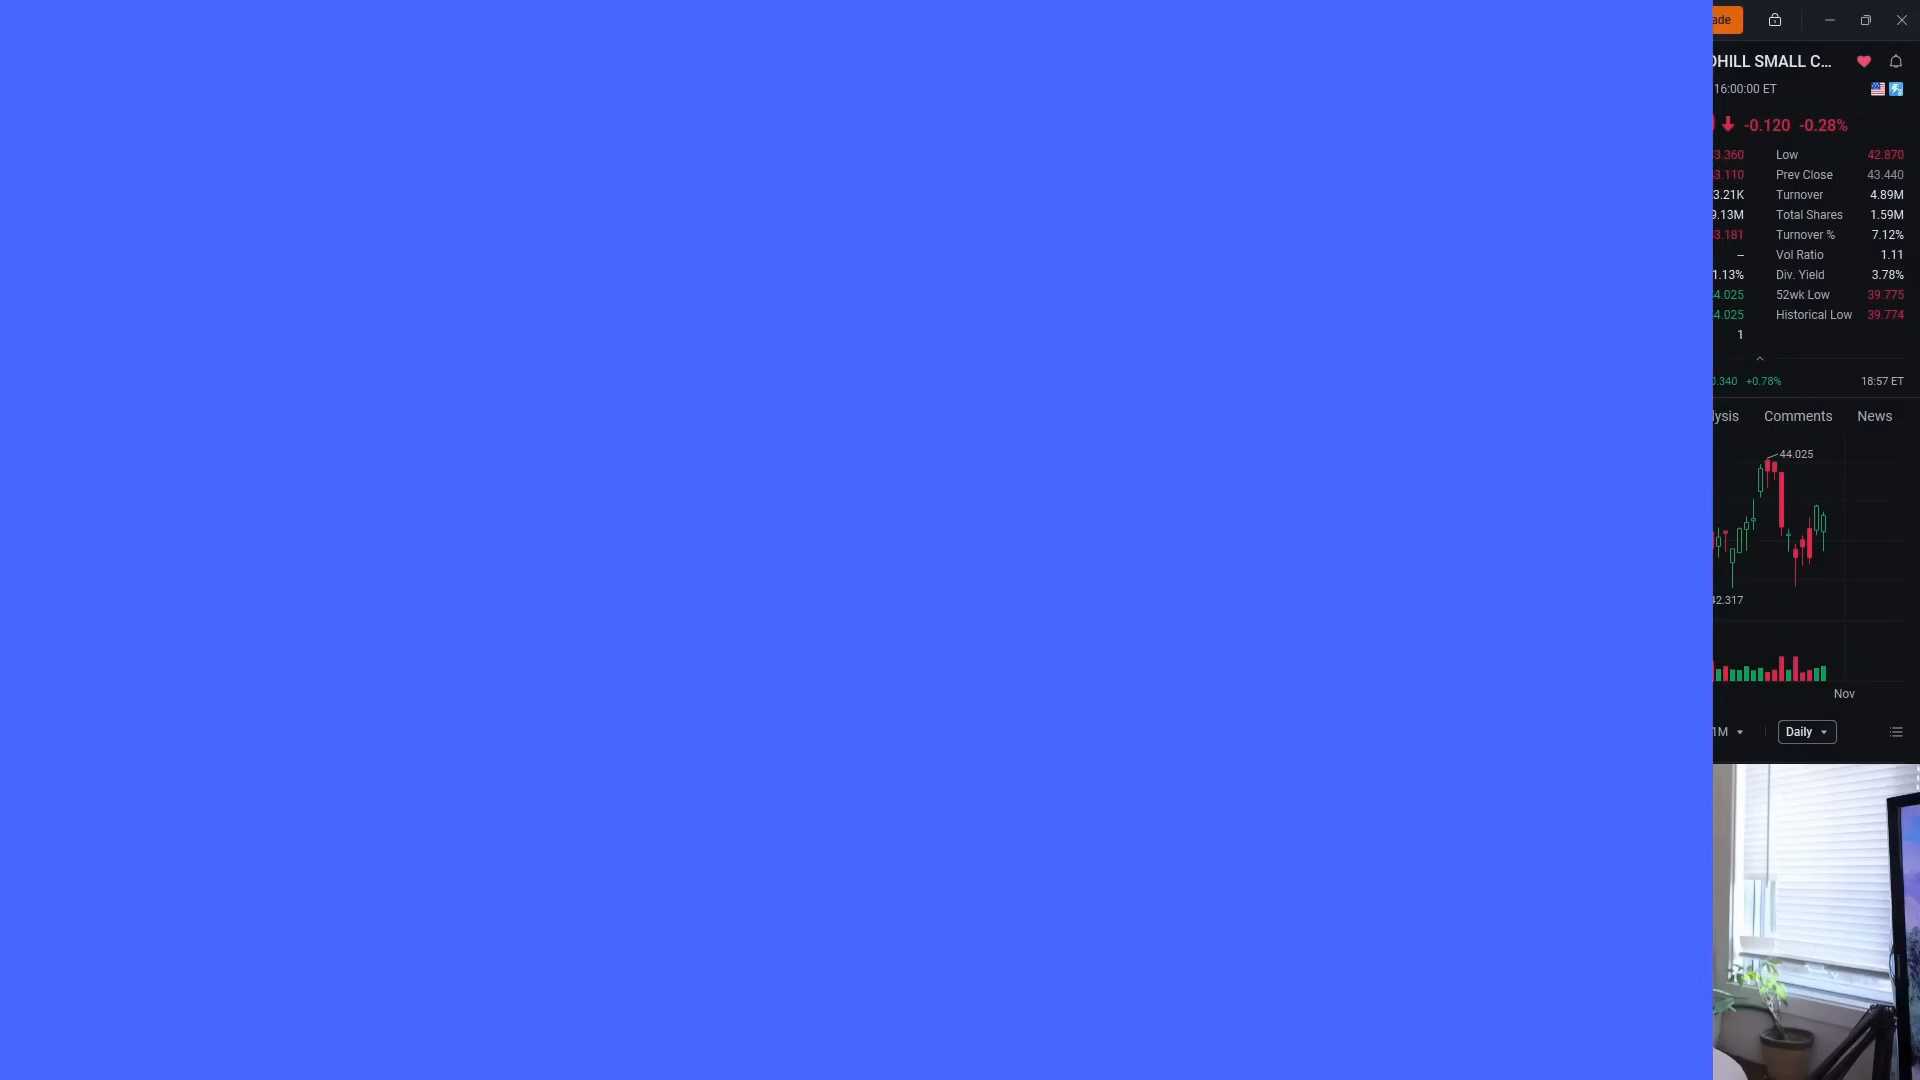 ade
OHILL SMALL C...
16:00:00 ET
-0.120 -0.28%
3.360 Low 42.870
3.110 Prev Close 43.440
3.21K Turnover 4.89M
9.13M Total Shares 1.59M
3.181 Turnover % 7.12%
-- Vol Ratio 1.11
1.13% Div. Yield 3.78%
4.025 52wk Low 39.775
4.025 Historical Low 39.774
1
0.340 +0.78% 18:57 ET
lysis Comments News
44.025
42.317
Nov
1M Daily